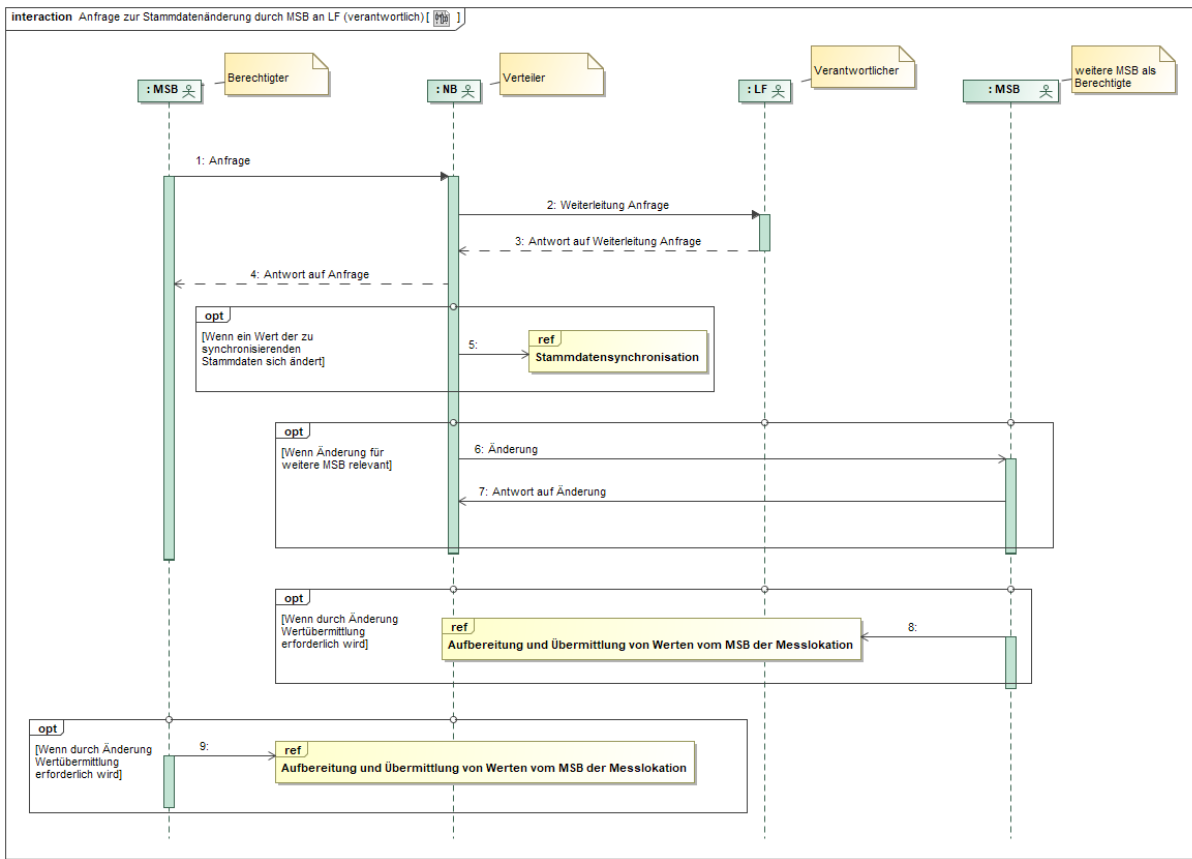 interaction Anfrage zur Stammdatenänderung durch MSB an LF (verantwortlich) [ ]
Berechtigter
Verteiler
Verantwortlicher
weitere MSB als
Berechtigte
: MSB
: NB
: LF
: MSB
1: Anfrage
2: Weiterleitung Anfrage
3: Antwort auf Weiterleitung Anfrage
4: Antwort auf Anfrage
opt
[Wenn ein Wert der zu
synchronisierenden
Stammdaten sich ändert]
5:
ref
Stammdatensynchronisation
opt
[Wenn Änderung für
weitere MSB relevant]
6: Änderung
7: Antwort auf Änderung
opt
[Wenn durch Änderung
Wertübermittlung
erforderlich wird]
ref
Aufbereitung und Übermittlung von Werten vom MSB der Messlokation
8:
opt
[Wenn durch Änderung
Wertübermittlung
erforderlich wird]
9:
ref
Aufbereitung und Übermittlung von Werten vom MSB der Messlokation